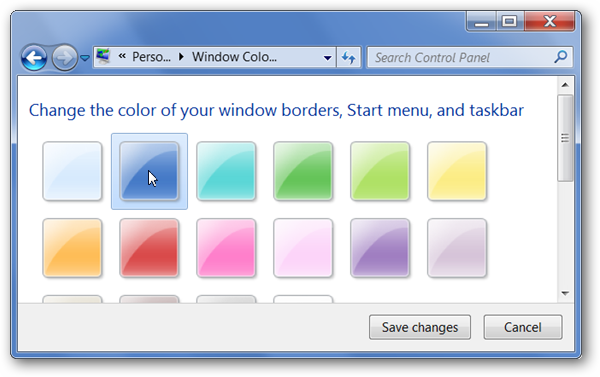 « Perso... ▸ Window Colo... Search Control Panel
Change the color of your window borders, Start menu, and taskbar
Save changes Cancel